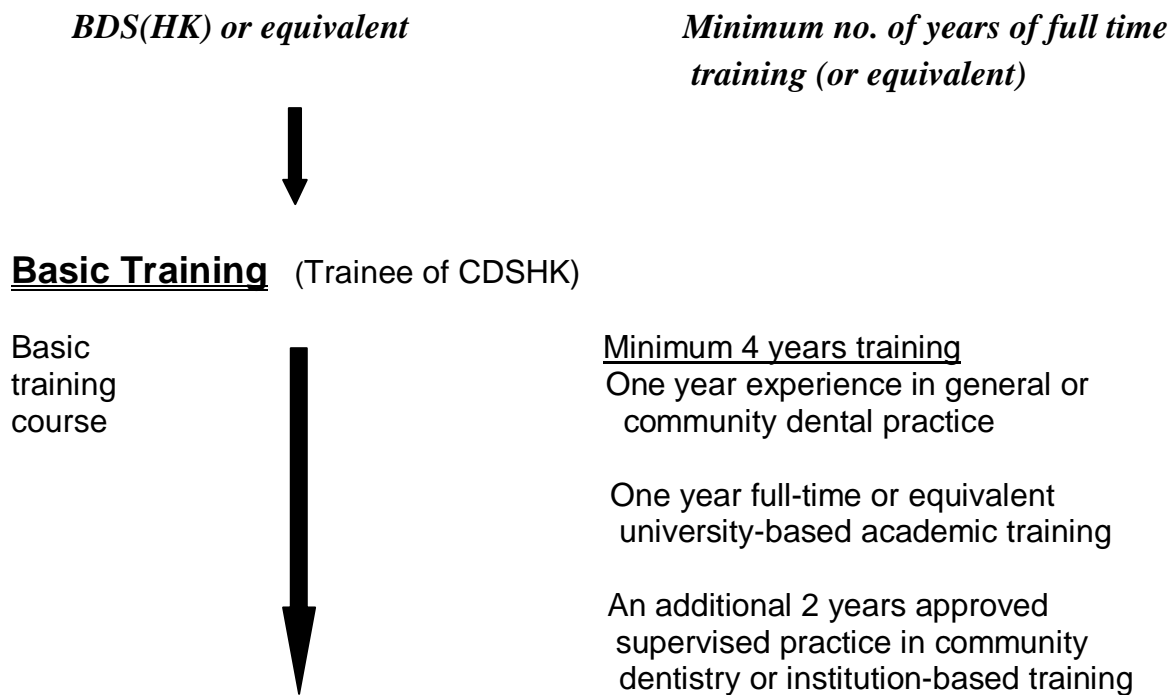 BDS(HK) or equivalent
Minimum no. of years of full time
training (or equivalent)
Basic Training (Trainee of CDSHK)
Basic
training
course
Minimum 4 years training
One year experience in general or
community dental practice
One year full-time or equivalent
university-based academic training
An additional 2 years approved
supervised practice in community
dentistry or institution-based training